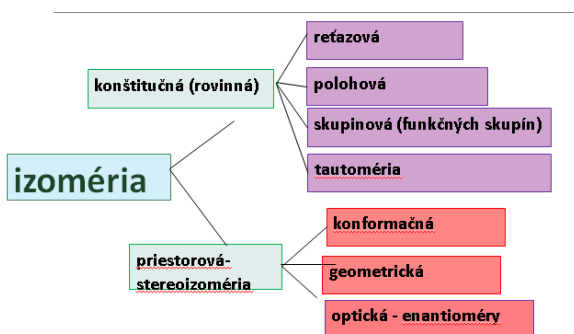 reťazová
konštitučná (rovinná)
polohová
skupinová (funkčných skupín)
tautoméria
izoméria
konformačná
priestorová-
stereoizoméria
geometrická
optická - enantioméry